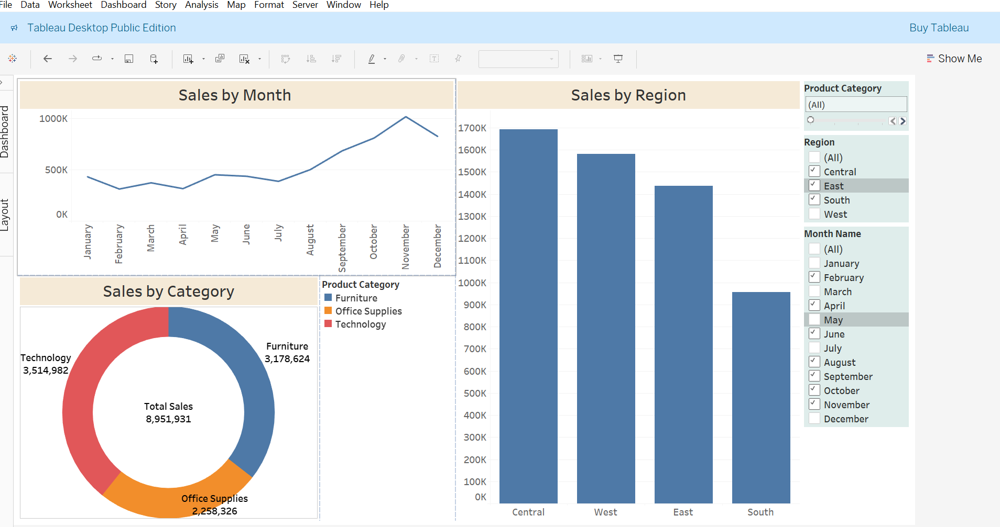 File Data Worksheet Dashboard Story Analysis Map Format Server Window Help
Tableau Desktop Public Edition Buy Tableau
Show Me
Dashboard
Layout
Sales by Month
1000K
500K
0K
January February March April May June July August September October November December
Sales by Category
Technology
3,514,982
Furniture
3,178,624
Total Sales
8,951,931
Office Supplies
2,258,326
Product Category
Furniture
Office Supplies
Technology
Sales by Region
1700K
1600K
1500K
1400K
1300K
1200K
1100K
1000K
900K
800K
700K
600K
500K
400K
300K
200K
100K
0K
Central West East South
Product Category
(All)
Region
(All)
Central
East
South
West
Month Name
(All)
January
February
March
April
May
June
July
August
September
October
November
December